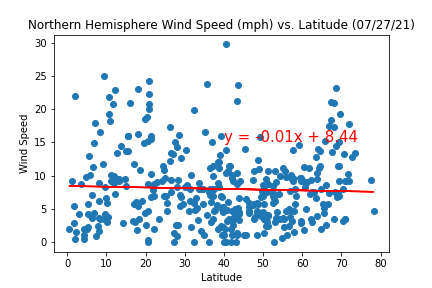 Northern Hemisphere Wind Speed (mph) vs. Latitude (07/27/21)
30
25
20
15
10
5
0
Wind Speed
y = -0.01x + 8.44
0 10 20 30 40 50 60 70 80
Latitude